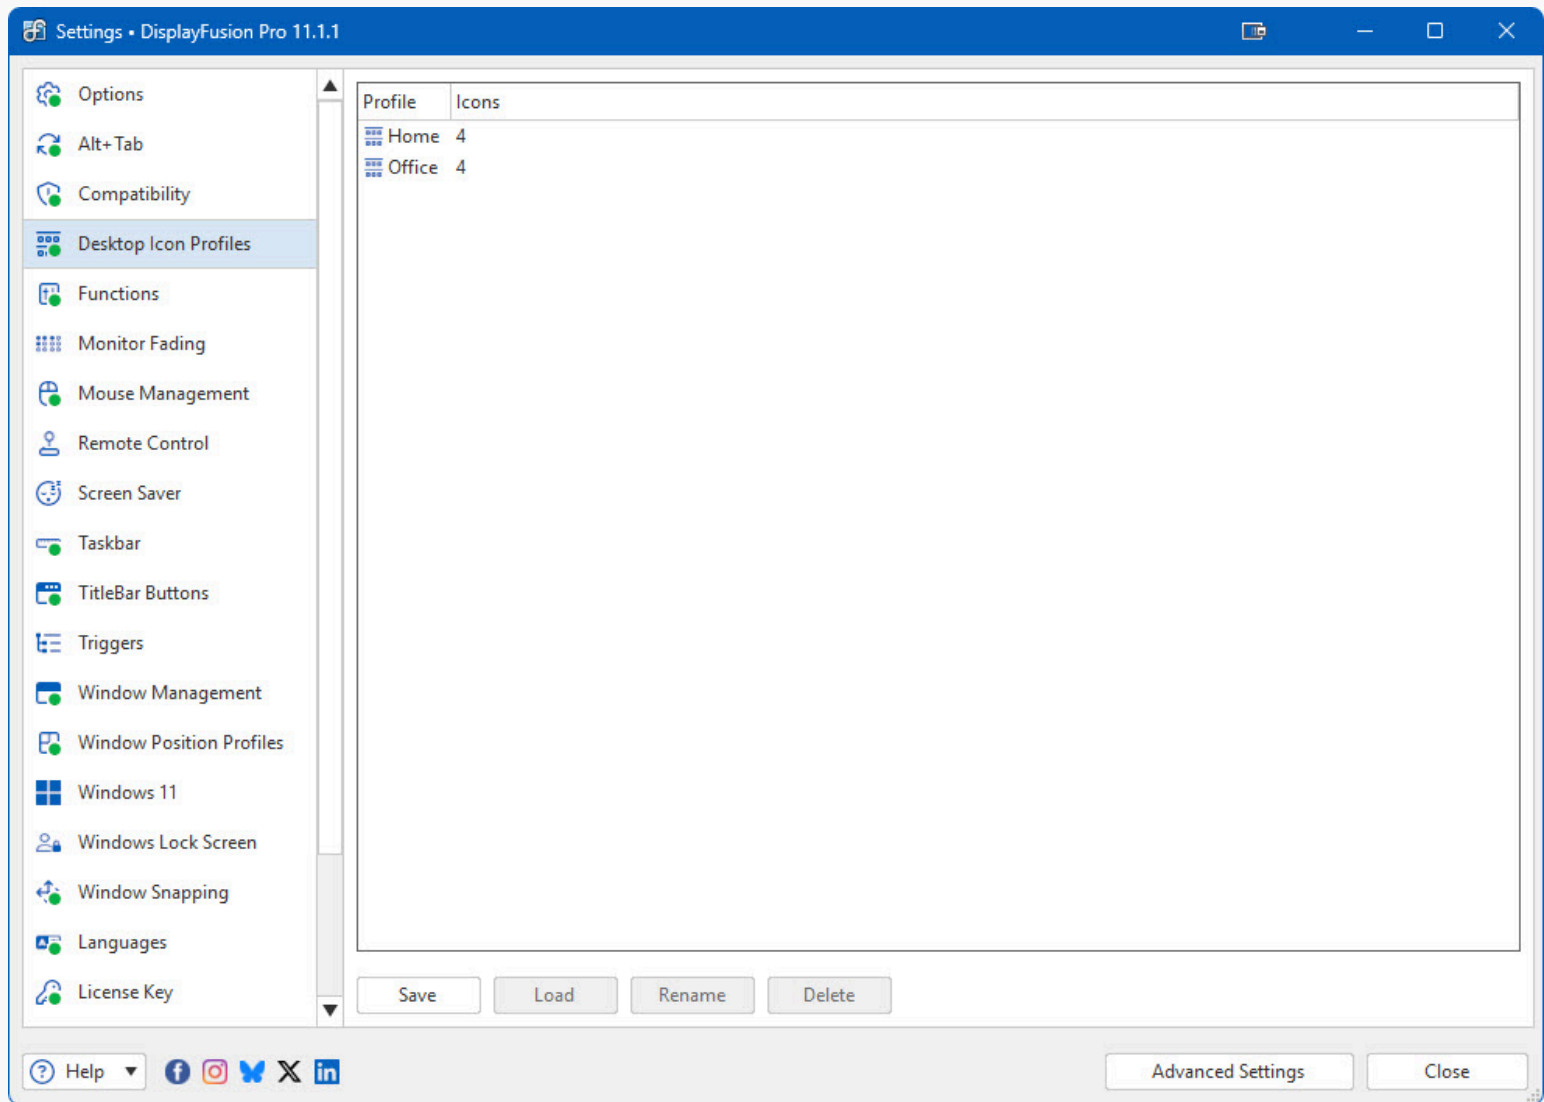 Settings • DisplayFusion Pro 11.1.1
Options
Alt+Tab
Compatibility
Desktop Icon Profiles
Functions
Monitor Fading
Mouse Management
Remote Control
Screen Saver
Taskbar
TitleBar Buttons
Triggers
Window Management
Window Position Profiles
Windows 11
Windows Lock Screen
Window Snapping
Languages
License Key
Profile Icons
Home 4
Office 4
Save Load Rename Delete
Help
Advanced Settings Close